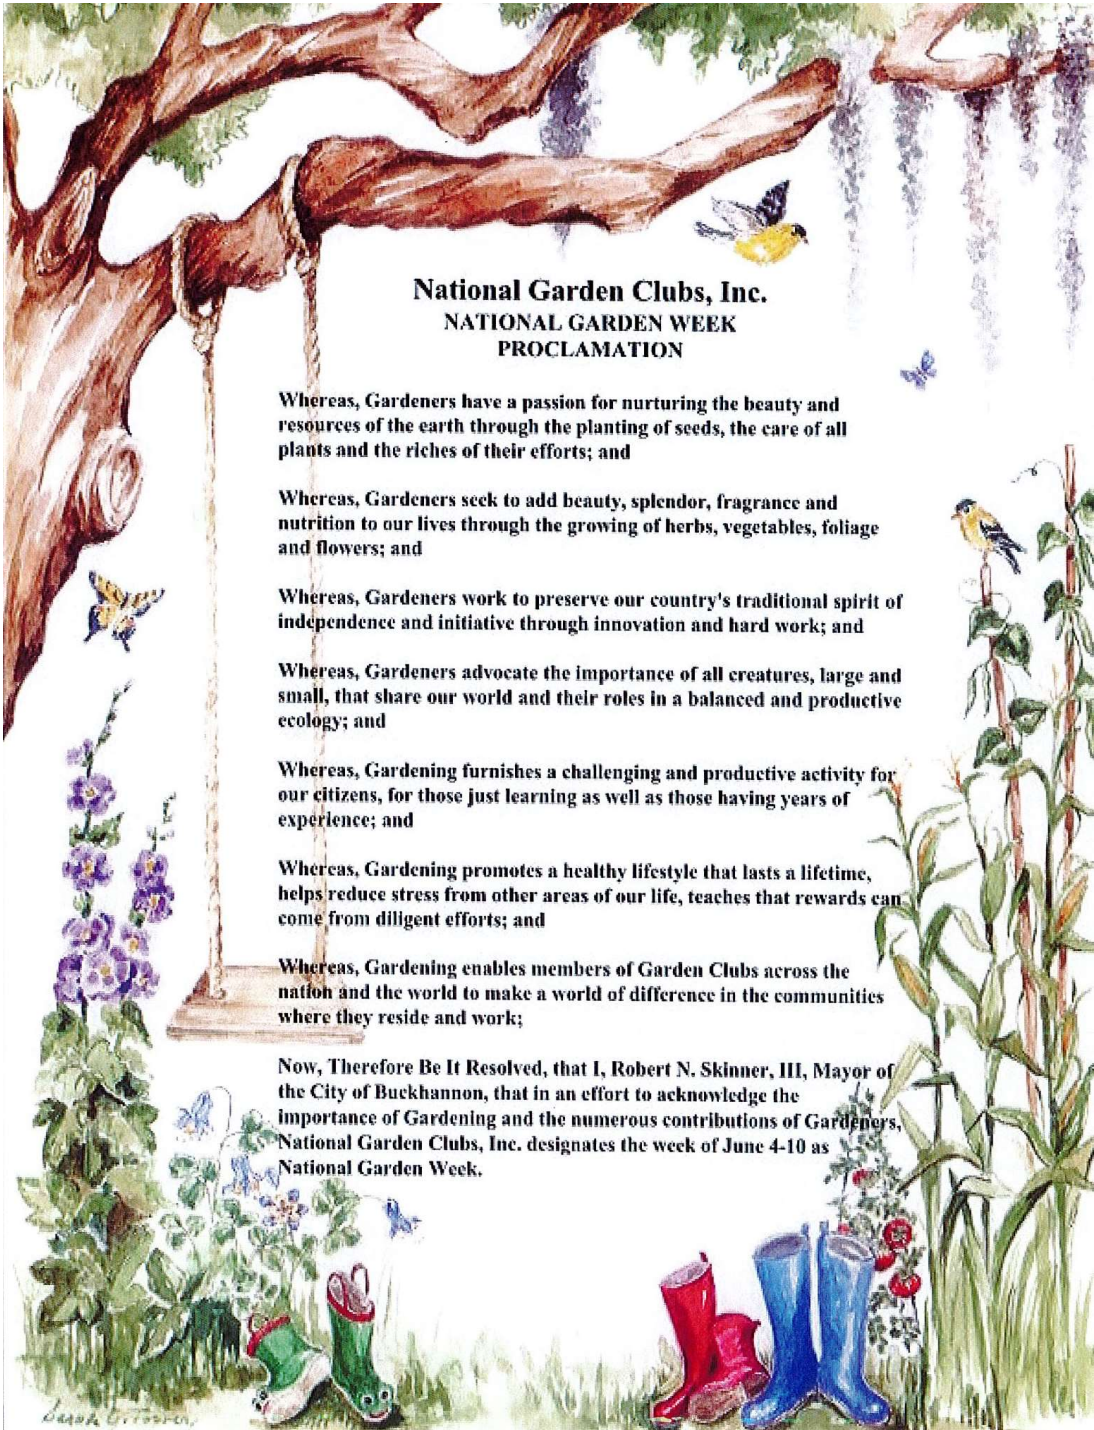 National Garden Clubs, Inc.
NATIONAL GARDEN WEEK
PROCLAMATION
Whereas, Gardeners have a passion for nurturing the beauty and
resources of the earth through the planting of seeds, the care of all
plants and the riches of their efforts; and
Whereas, Gardeners seek to add beauty, splendor, fragrance and
nutrition to our lives through the growing of herbs, vegetables, foliage
and flowers; and
Whereas, Gardeners work to preserve our country's traditional spirit of
independence and initiative through innovation and hard work; and
Whereas, Gardeners advocate the importance of all creatures, large and
small, that share our world and their roles in a balanced and productive
ecology; and
Whereas, Gardening furnishes a challenging and productive activity for
our citizens, for those just learning as well as those having years of
experience; and
Whereas, Gardening promotes a healthy lifestyle that lasts a lifetime,
helps reduce stress from other areas of our life, teaches that rewards can
come from diligent efforts; and
Whereas, Gardening enables members of Garden Clubs across the
nation and the world to make a world of difference in the communities
where they reside and work;
Now, Therefore Be It Resolved, that I, Robert N. Skinner, III, Mayor of
the City of Buckhannon, that in an effort to acknowledge the
importance of Gardening and the numerous contributions of Gardeners,
National Garden Clubs, Inc. designates the week of June 4-10 as
National Garden Week.
Sarah